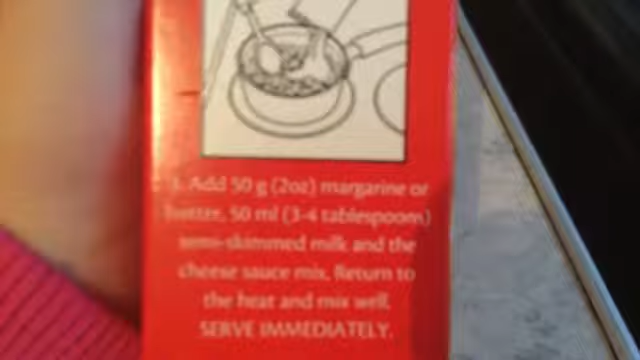 Add 50 g (2oz) margarine or
butter, 50 ml (3-4 tablespoons)
semi-skimmed milk and the
cheese sauce mix. Return to
the heat and mix well.
SERVE IMMEDIATELY.